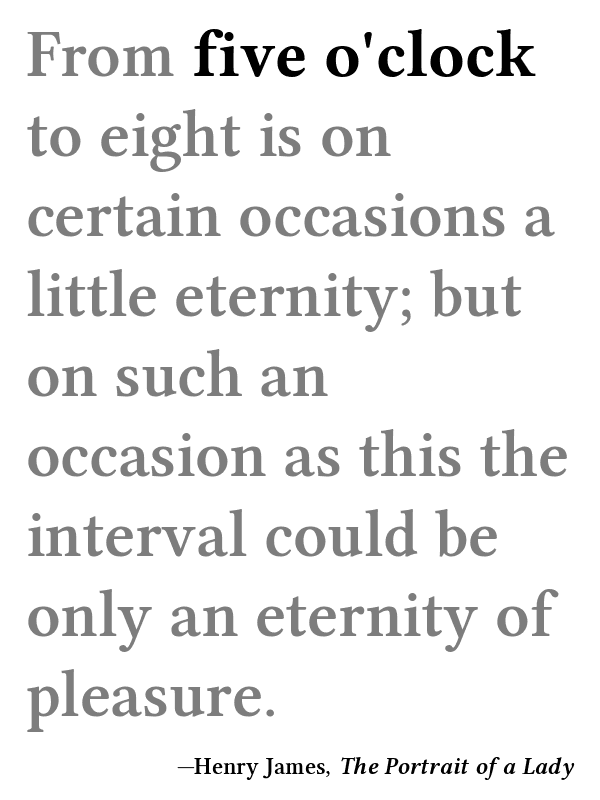 From five o'clock
to eight is on
certain occasions a
little eternity; but
on such an
occasion as this the
interval could be
only an eternity of
pleasure.
—Henry James, The Portrait of a Lady